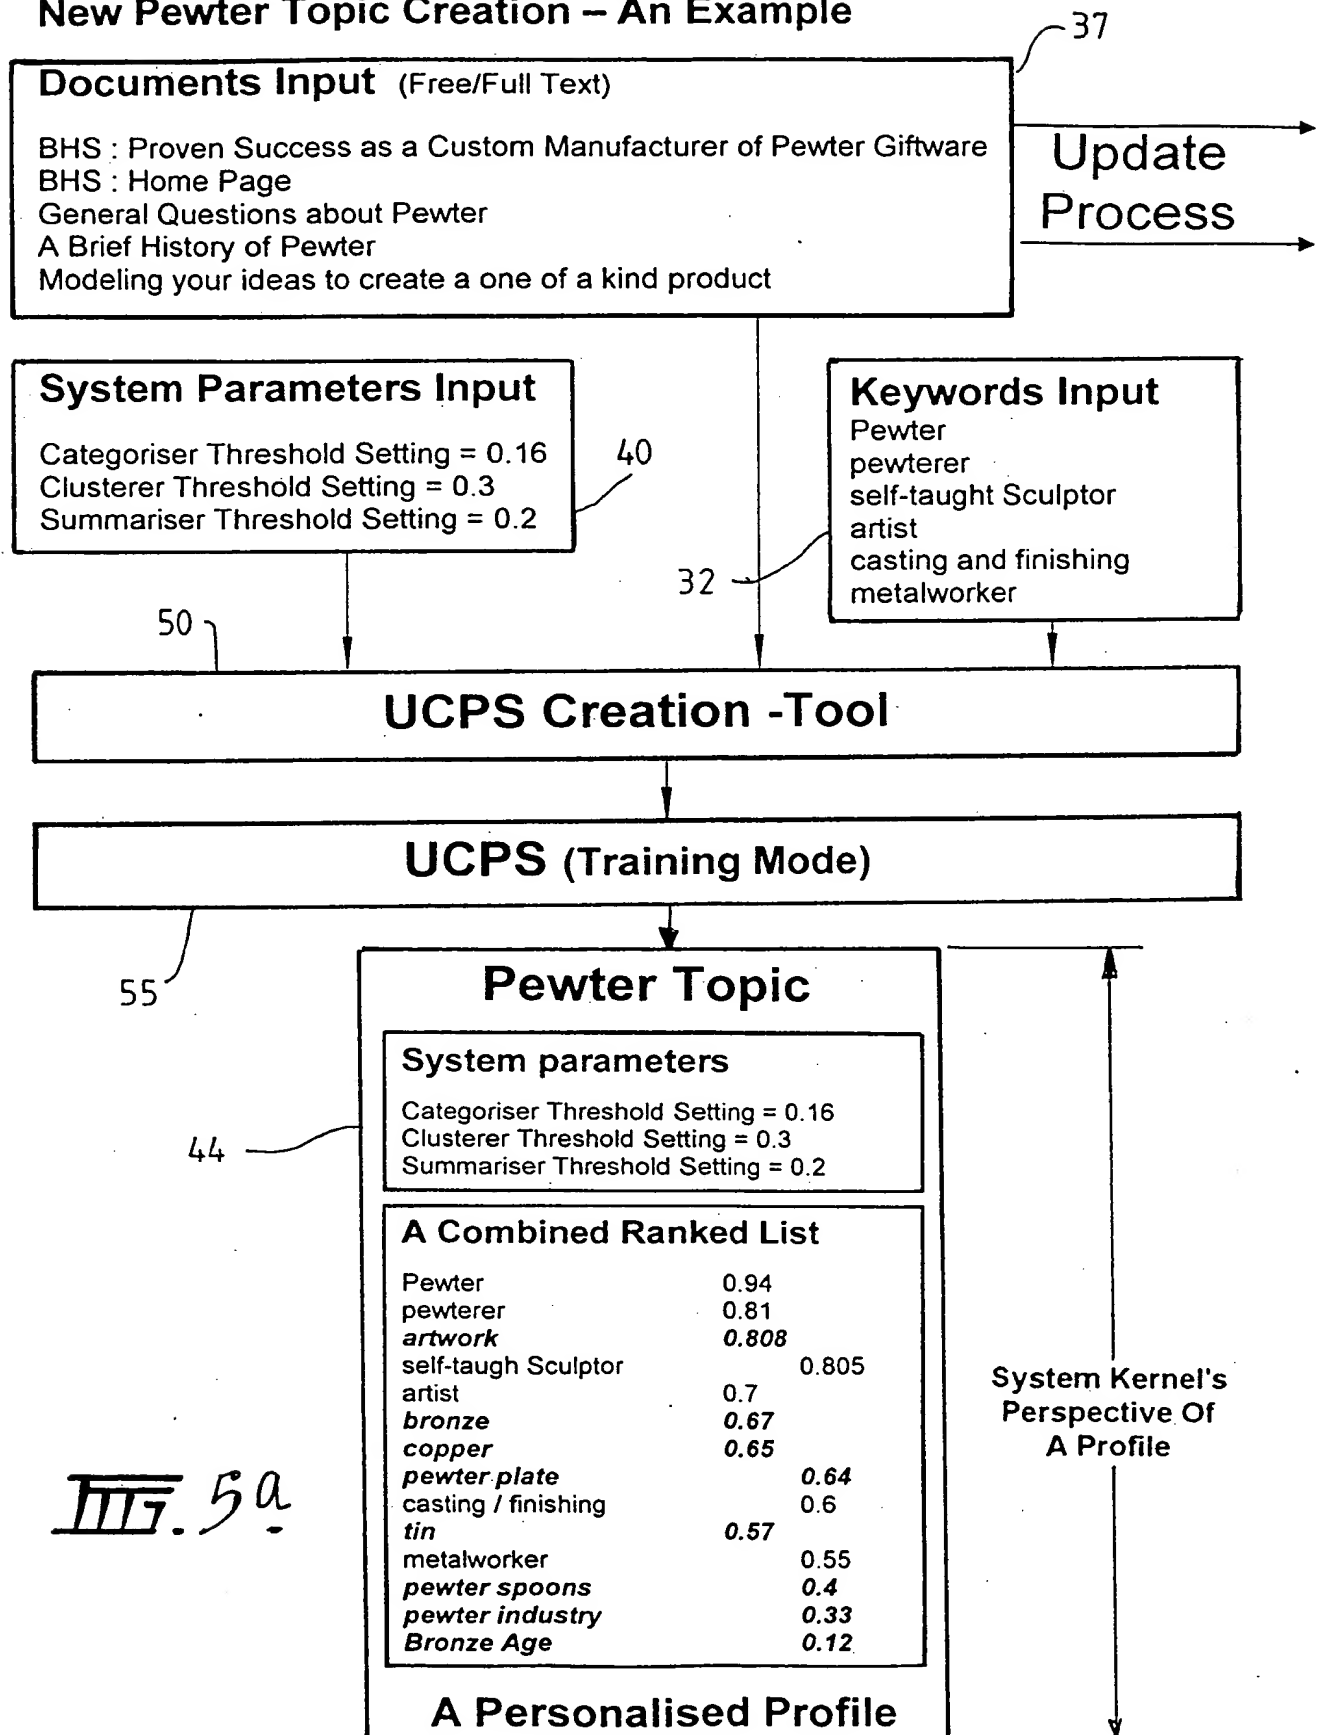 New Pewter Topic Creation – An Example
37
Documents Input (Free/Full Text)
BHS : Proven Success as a Custom Manufacturer of Pewter Giftware
BHS : Home Page
General Questions about Pewter
A Brief History of Pewter
Modeling your ideas to create a one of a kind product
Update
Process
System Parameters Input
Categoriser Threshold Setting = 0.16
Clusterer Threshold Setting = 0.3
Summariser Threshold Setting = 0.2
40
Keywords Input
Pewter
pewterer
self-taught Sculptor
artist
casting and finishing
metalworker
32
50
UCPS Creation -Tool
UCPS (Training Mode)
55
Pewter Topic
System parameters
Categoriser Threshold Setting = 0.16
Clusterer Threshold Setting = 0.3
Summariser Threshold Setting = 0.2
44
A Combined Ranked List
Pewter 0.94
pewterer 0.81
artwork 0.808
self-taugh Sculptor 0.805
artist 0.7
bronze 0.67
copper 0.65
pewter plate 0.64
casting / finishing 0.6
tin 0.57
metalworker 0.55
pewter spoons 0.4
pewter industry 0.33
Bronze Age 0.12
A Personalised Profile
System Kernel's
Perspective Of
A Profile
FIG. 5a